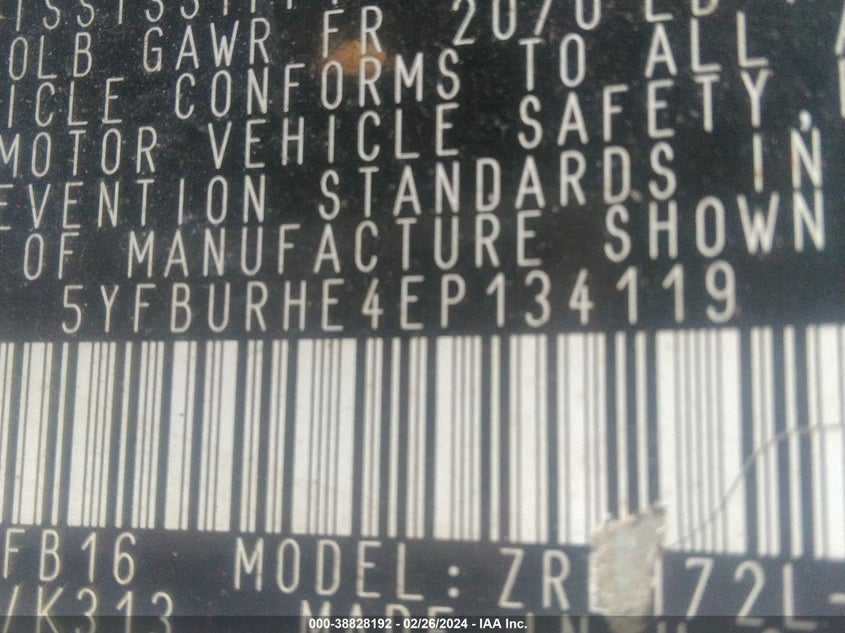 OLB GAWR FR 2070 LB
ICLE CONFORMS TO ALL
MOTOR VEHICLE SAFETY,
EVENTION STANDARDS IN
OF MANUFACTURE SHOWN
5YFBURHE4EP134119
FB16 MODEL: ZR 172L-
/K313
000-38828192 - 02/26/2024 - IAA Inc.